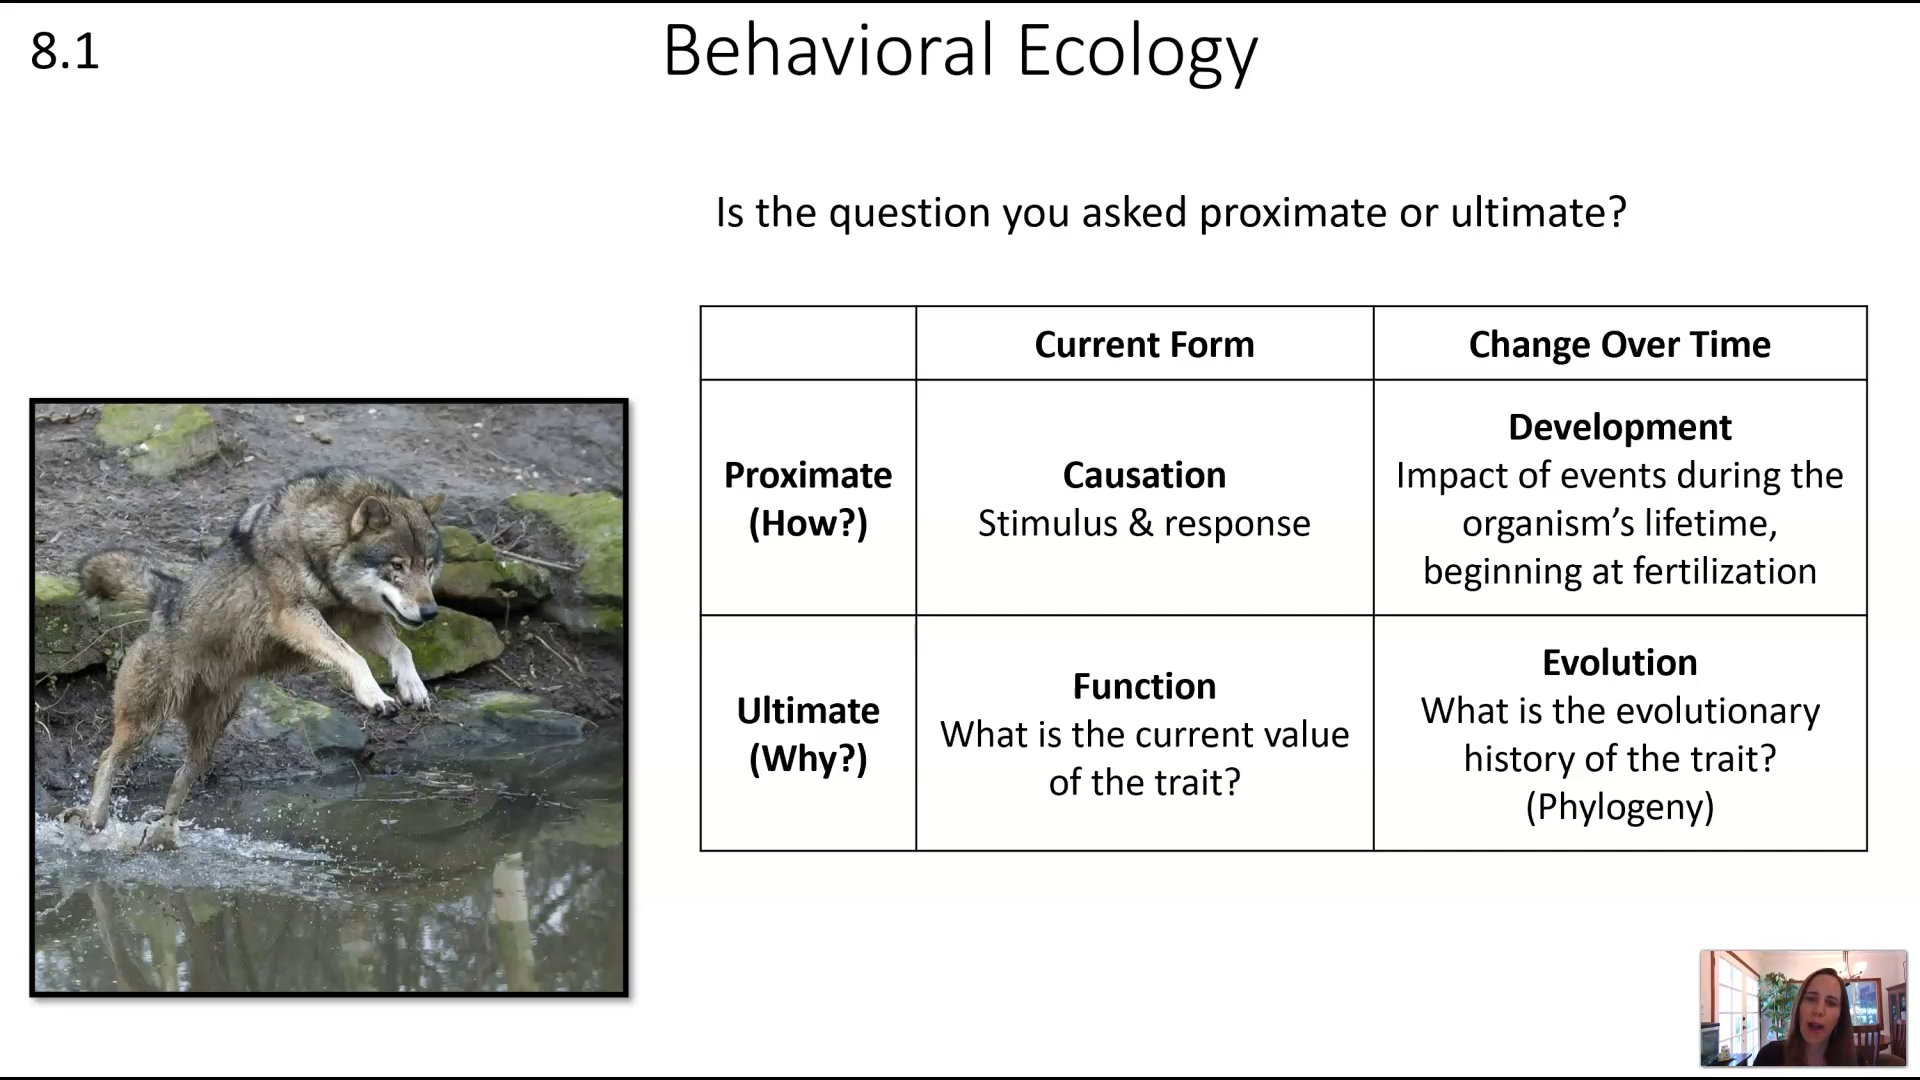 8.1
Behavioral Ecology
Is the question you asked proximate or ultimate?
Current Form
Change Over Time
Proximate
(How?)
Causation
Stimulus & response
Development
Impact of events during the
organism's lifetime,
beginning at fertilization
Ultimate
(Why?)
Function
What is the current value
of the trait?
Evolution
What is the evolutionary
history of the trait?
(Phylogeny)